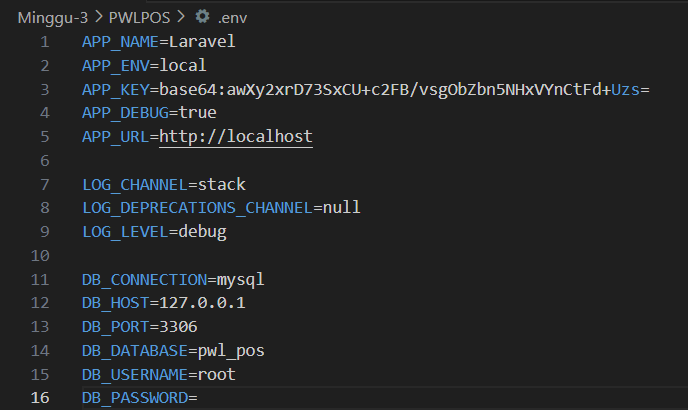 Minggu-3 > PWLPOS > .env
1 APP_NAME=Laravel
2 APP_ENV=local
3 APP_KEY=base64:awXy2xrD73SxCU+c2FB/vsgObZbn5NHxVYnCtFd+Uzs=
4 APP_DEBUG=true
5 APP_URL=http://localhost
6
7 LOG_CHANNEL=stack
8 LOG_DEPRECATIONS_CHANNEL=null
9 LOG_LEVEL=debug
10
11 DB_CONNECTION=mysql
12 DB_HOST=127.0.0.1
13 DB_PORT=3306
14 DB_DATABASE=pwl_pos
15 DB_USERNAME=root
16 DB_PASSWORD=